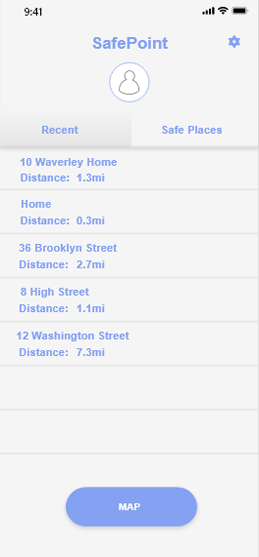 9:41
SafePoint
Recent
Safe Places
10 Waverley Home
Distance: 1.3mi
Home
Distance: 0.3mi
36 Brooklyn Street
Distance: 2.7mi
8 High Street
Distance: 1.1mi
12 Washington Street
Distance: 7.3mi
MAP